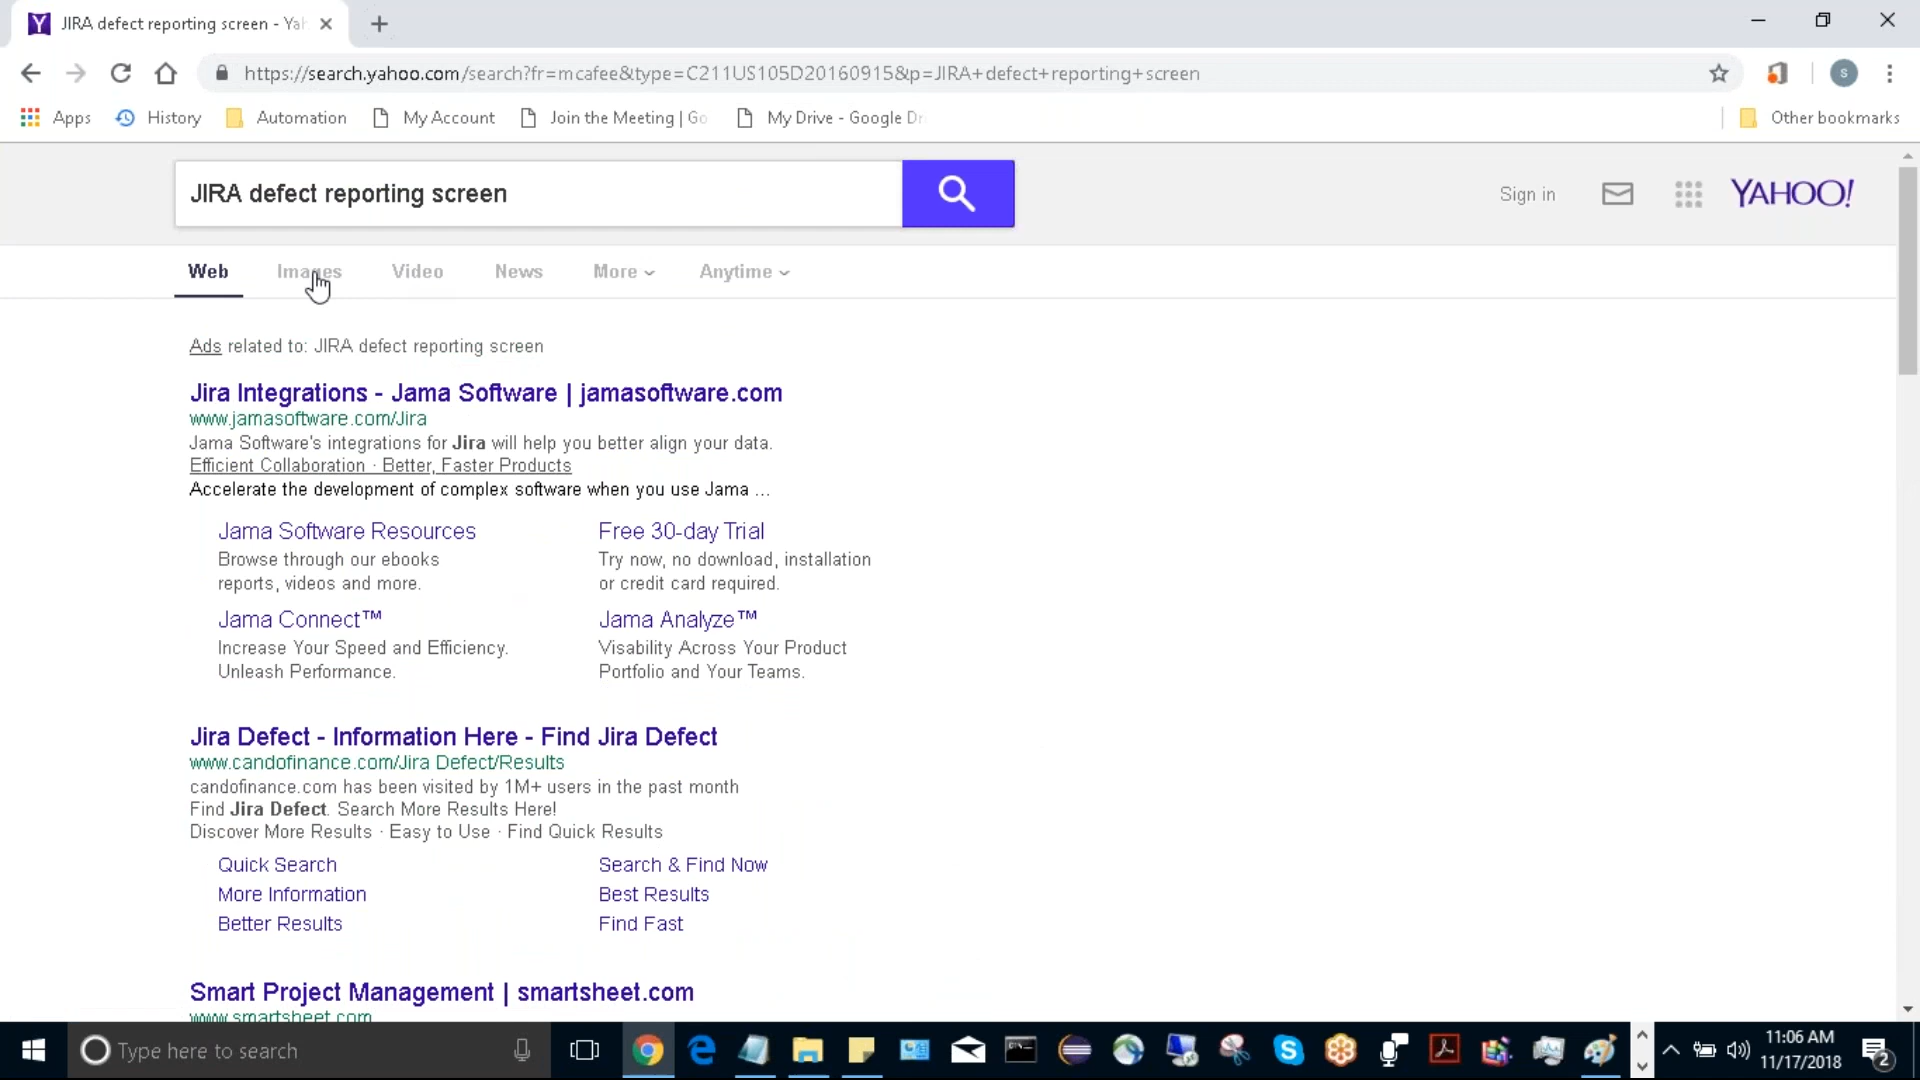 JIRA defect reporting screen - Yah
https://search.yahoo.com/search?fr=mcafee&type=C211US105D20160915&p=JIRA+defect+reporting+screen
S
Apps
History
Automation
My Account
Join the Meeting | Go
My Drive - Google Dr
Other bookmarks
JIRA defect reporting screen
Sign in
YAHOO!
Web
Images
Video
News
More
Anytime
Ads related to: JIRA defect reporting screen
Jira Integrations - Jama Software | jamasoftware.com
www.jamasoftware.com/Jira
Jama Software's integrations for Jira will help you better align your data.
Efficient Collaboration · Better, Faster Products
Accelerate the development of complex software when you use Jama ...
Jama Software Resources
Browse through our ebooks
reports, videos and more.
Free 30-day Trial
Try now, no download, installation
or credit card required.
Jama Connect™
Increase Your Speed and Efficiency.
Unleash Performance.
Jama Analyze™
Visability Across Your Product
Portfolio and Your Teams.
Jira Defect - Information Here - Find Jira Defect
www.candofinance.com/Jira Defect/Results
candofinance.com has been visited by 1M+ users in the past month
Find Jira Defect. Search More Results Here!
Discover More Results · Easy to Use · Find Quick Results
Quick Search
Search & Find Now
More Information
Best Results
Better Results
Find Fast
Smart Project Management | smartsheet.com
www.smartsheet.com
Type here to search
11:06 AM
11/17/2018
2